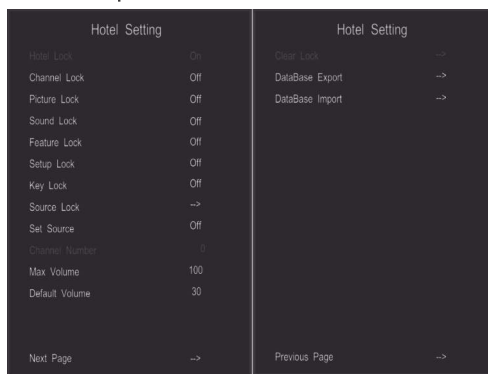 Hotel Setting
Hotel Lock On
Channel Lock Off
Picture Lock Off
Sound Lock Off
Feature Lock Off
Setup Lock Off
Key Lock Off
Source Lock -->
Set Source Off
Channel Number 0
Max Volume 100
Default Volume 30
Next Page -->
Hotel Setting
Clear Lock -->
DataBase Export -->
DataBase Import -->
Previous Page -->